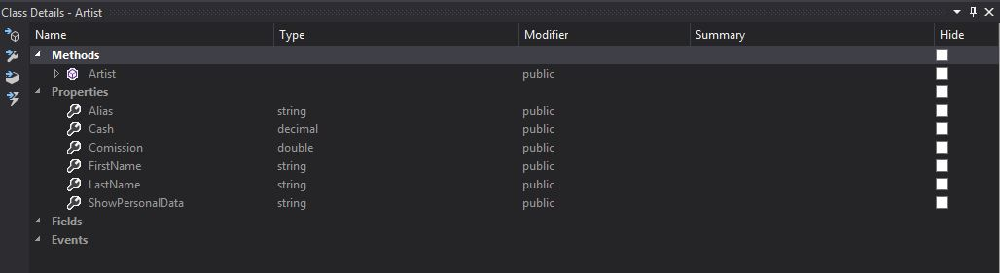 Class Details - Artist
Name Type Modifier Summary Hide
Methods
Artist public
Properties
Alias string public
Cash decimal public
Comission double public
FirstName string public
LastName string public
ShowPersonalData string public
Fields
Events